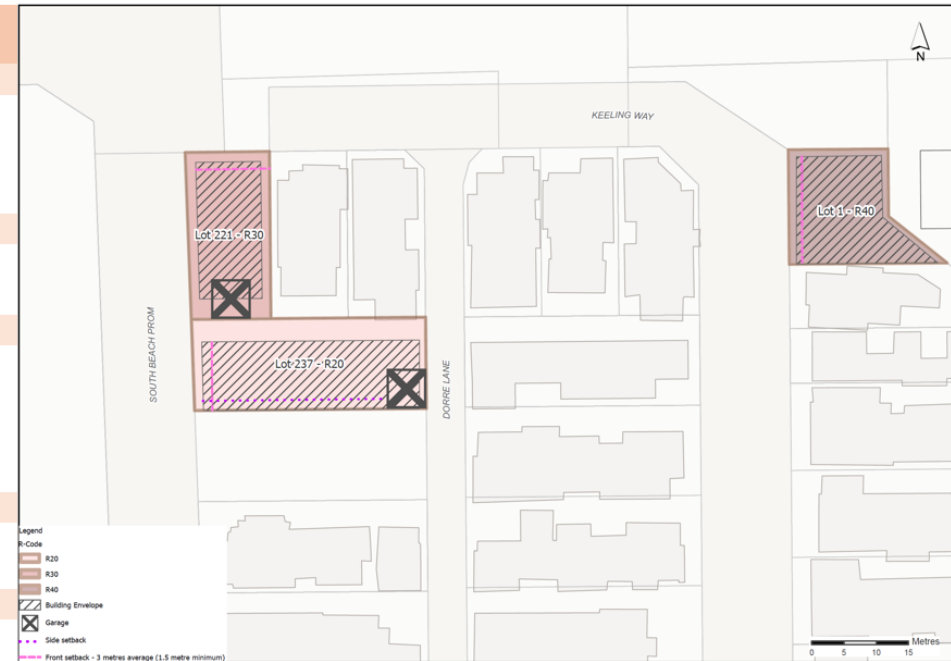 N
KEELING WAY
Lot 221 - R30
Lot 1 - R40
SOUTH BEACH PROM
Lot 237 - R20
DORRE LANE
Legend
R-Code
R20
R30
R40
Building Envelope
Garage
Side setback
Front setback - 3 metres average (1.5 metre minimum)
Metres
0 5 10 15